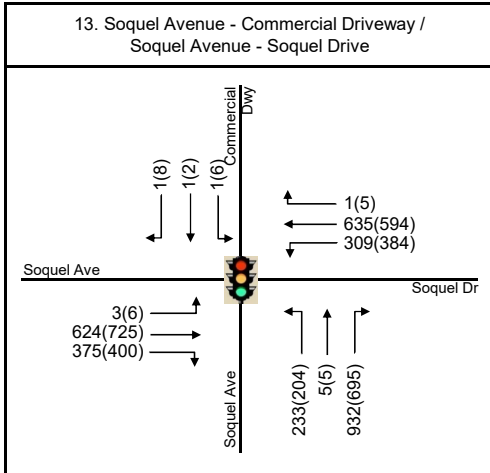 13. Soquel Avenue - Commercial Driveway /
Soquel Avenue - Soquel Drive
Commercial
Dwy
1(8)
1(2)
1(6)
1(5)
635(594)
309(384)
Soquel Ave
Soquel Dr
3(6)
624(725)
375(400)
Soquel Ave
233(204)
5(5)
932(695)